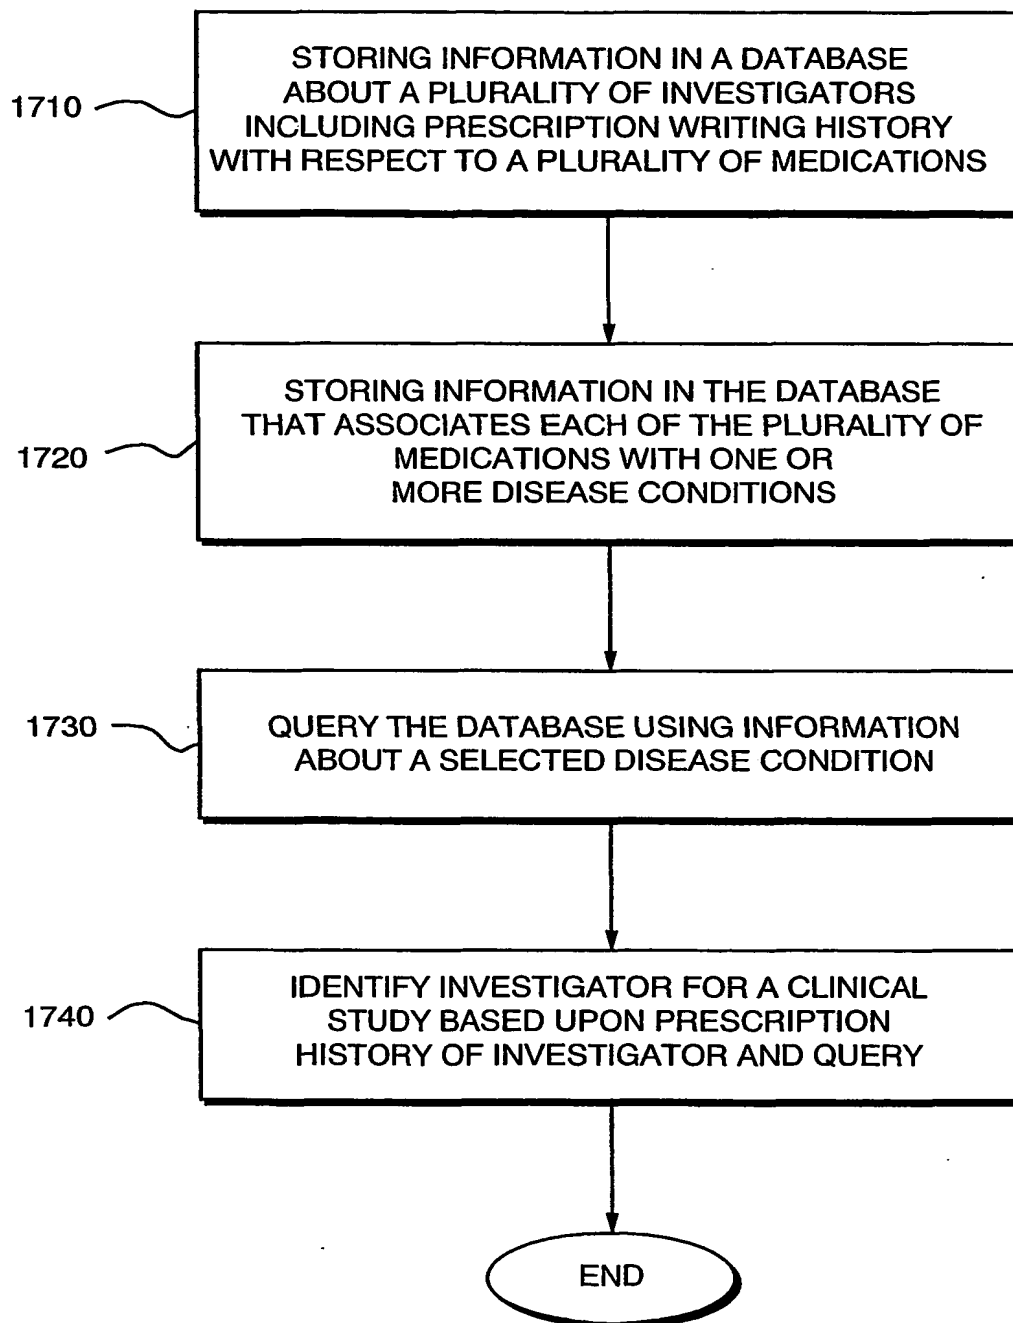 1710
STORING INFORMATION IN A DATABASE
ABOUT A PLURALITY OF INVESTIGATORS
INCLUDING PRESCRIPTION WRITING HISTORY
WITH RESPECT TO A PLURALITY OF MEDICATIONS
1720
STORING INFORMATION IN THE DATABASE
THAT ASSOCIATES EACH OF THE PLURALITY OF
MEDICATIONS WITH ONE OR
MORE DISEASE CONDITIONS
1730
QUERY THE DATABASE USING INFORMATION
ABOUT A SELECTED DISEASE CONDITION
1740
IDENTIFY INVESTIGATOR FOR A CLINICAL
STUDY BASED UPON PRESCRIPTION
HISTORY OF INVESTIGATOR AND QUERY
END